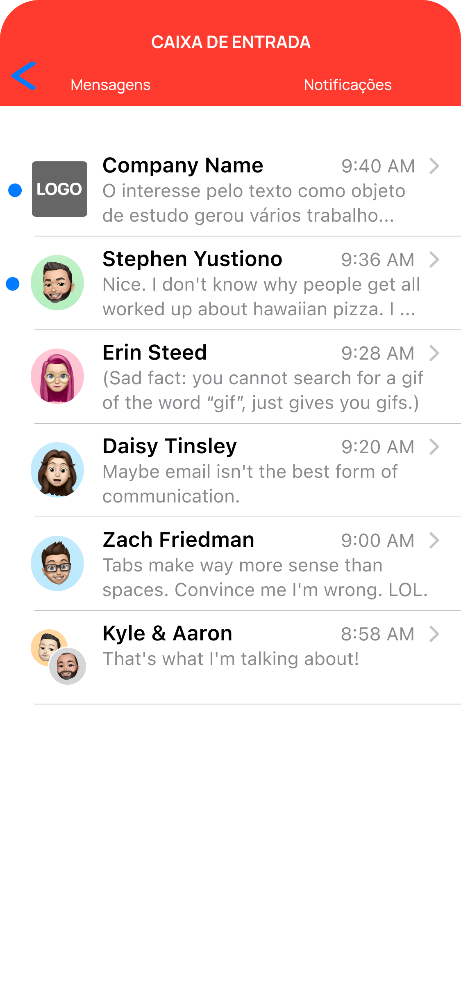 CAIXA DE ENTRADA
Mensagens
Notificações
Company Name
9:40 AM
LOGO
O interesse pelo texto como objeto
de estudo gerou vários trabalho...
Stephen Yustiono
9:36 AM
Nice. I don't know why people get all
worked up about hawaiian pizza. I ...
Erin Steed
9:28 AM
(Sad fact: you cannot search for a gif
of the word “gif”, just gives you gifs.)
Daisy Tinsley
9:20 AM
Maybe email isn't the best form of
communication.
Zach Friedman
9:00 AM
Tabs make way more sense than
spaces. Convince me I'm wrong. LOL.
Kyle & Aaron
8:58 AM
That's what I'm talking about!